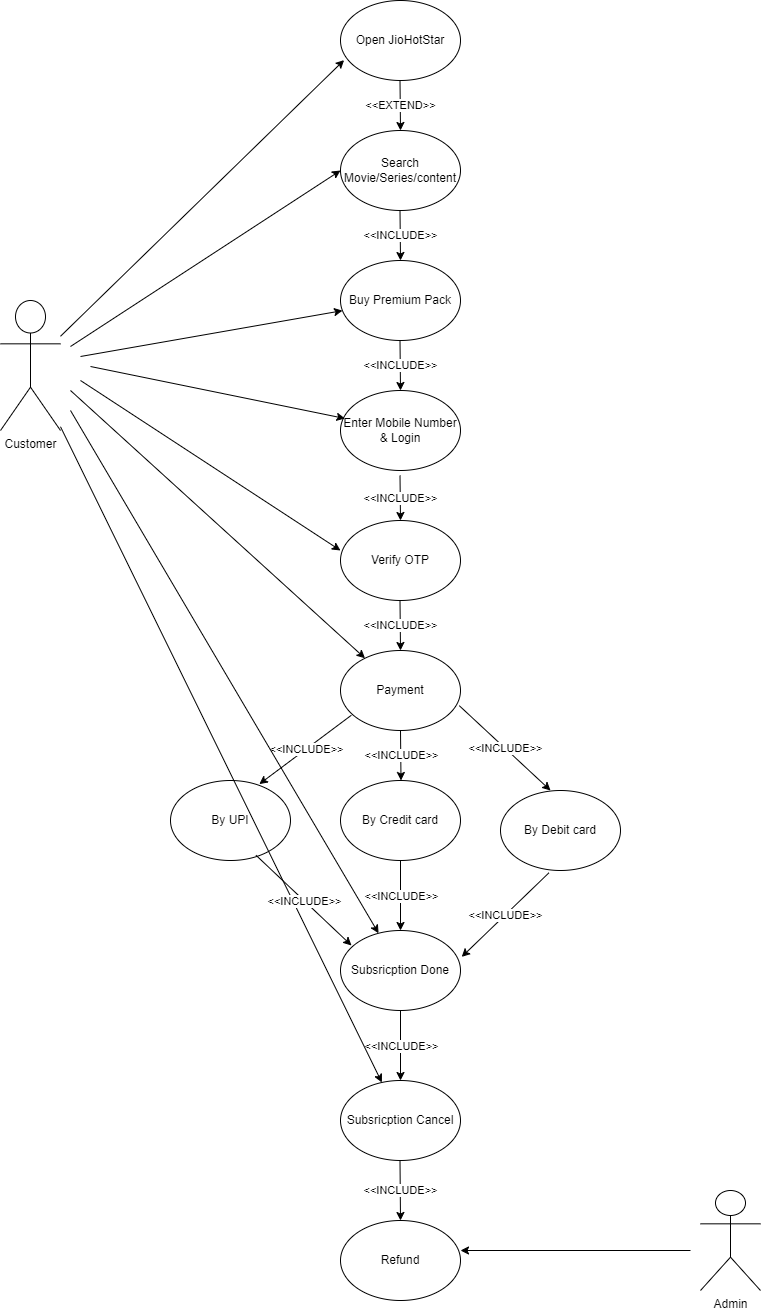 Open JioHotStar
<<EXTEND>>
Search
Movie/Series/content
<<INCLUDE>>
Buy Premium Pack
<<INCLUDE>>
Enter Mobile Number
& Login
Customer
<<INCLUDE>>
Verify OTP
<<INCLUDE>>
Payment
<<INCLUDE>>
<<INCLUDE>>
<<INCLUDE>>
By UPI
By Credit card
By Debit card
<<INCLUDE>>
<<INCLUDE>>
<<INCLUDE>>
Subsricption Done
<<INCLUDE>>
Subsricption Cancel
<<INCLUDE>>
Refund
Admin